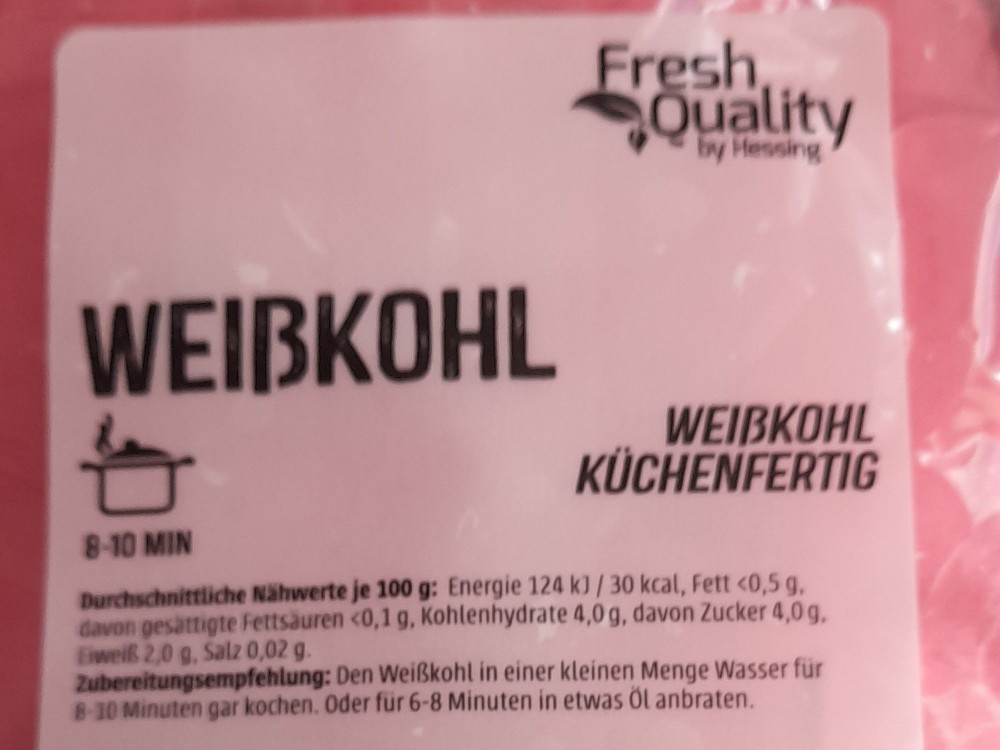 Fresh
Quality
by Hessing
WEIßKOHL
WEIßKOHL
KÜCHENFERTIG
8-10 MIN
Durchschnittliche Nährwerte je 100 g: Energie 124 kJ / 30 kcal, Fett <0,5 g,
davon gesättigte Fettsäuren <0,1 g, Kohlenhydrate 4,0 g, davon Zucker 4,0 g,
Eiweiß 2,0 g, Salz 0,02 g.
Zubereitungsempfehlung: Den Weißkohl in einer kleinen Menge Wasser für
8-10 Minuten gar kochen. Oder für 6-8 Minuten in etwas Öl anbraten.